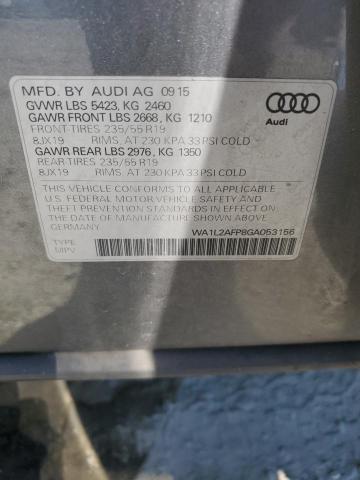 MFD. BY AUDI AG 09 15
GVWR LBS 5423, KG 2460
GAWR FRONT LBS 2668, KG 1210
FRONT-TIRES 235/55 R19
8JX19 RIMS, AT 230 KPA 33 PSI COLD
GAWR REAR LBS 2976, KG 1350
REAR-TIRES 235/55 R19
8JX19 RIMS, AT 230 KPA 33 PSI COLD
THIS VEHICLE CONFORMS TO ALL APPLICABLE
U.S. FEDERAL MOTOR VEHICLE SAFETY AND
THEFT PREVENTION STANDARDS IN EFFECT
ON THE DATE OF MANUFACTURE SHOWN ABOVE
GERMANY
WA1L2AFP8GA053156
TYPE:
MPV
Audi